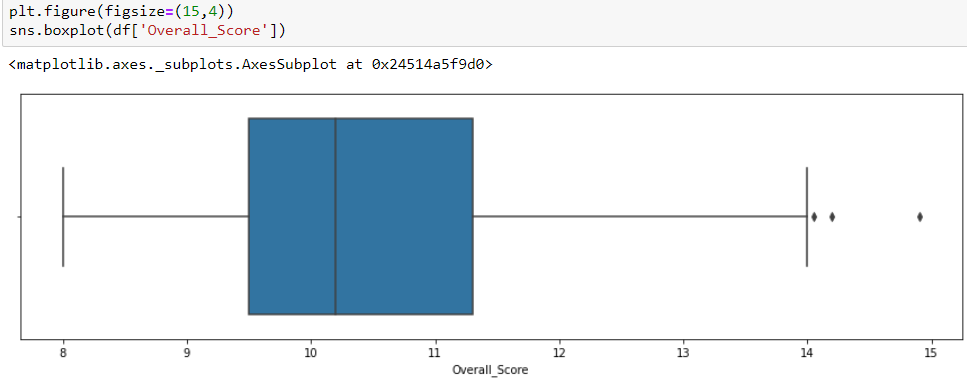 plt.figure(figsize=(15,4))
sns.boxplot(df['Overall_Score'])
<matplotlib.axes._subplots.AxesSubplot at 0x24514a5f9d0>
8 9 10 11 12 13 14 15
Overall_Score